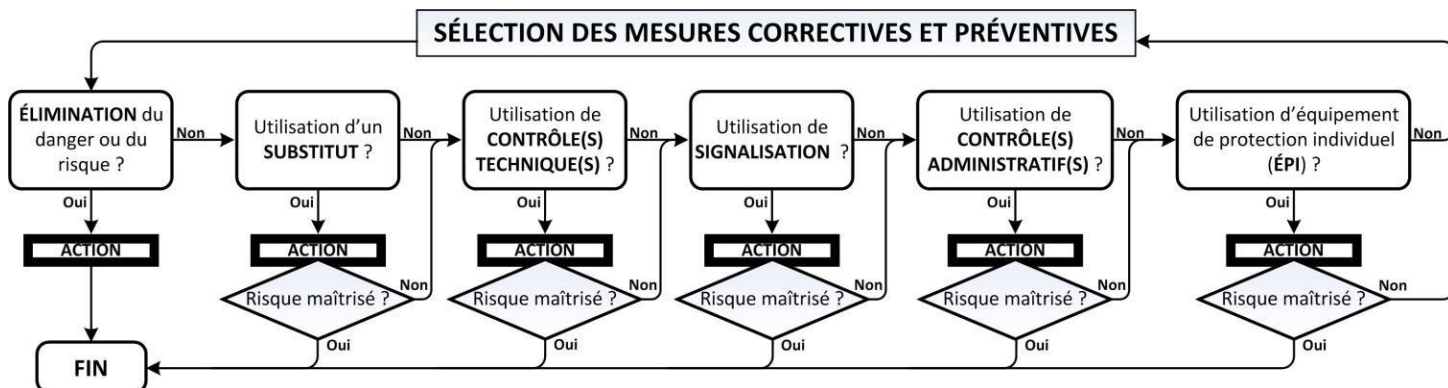 SÉLECTION DES MESURES CORRECTIVES ET PRÉVENTIVES
ÉLIMINATION du
danger ou du
risque ?
Non
Oui
ACTION
FIN
Utilisation d'un
SUBSTITUT ?
Non
Oui
ACTION
Risque maîtrisé ?
Non
Oui
Utilisation de
CONTRÔLE(S)
TECHNIQUE(S) ?
Non
Oui
ACTION
Risque maîtrisé ?
Non
Oui
Utilisation de
SIGNALISATION ?
Non
Oui
ACTION
Risque maîtrisé ?
Non
Oui
Utilisation de
CONTRÔLE(S)
ADMINISTRATIF(S) ?
Non
Oui
ACTION
Risque maîtrisé ?
Non
Oui
Utilisation d'équipement
de protection individuel
(ÉPI) ?
Non
Oui
ACTION
Risque maîtrisé ?
Non
Oui